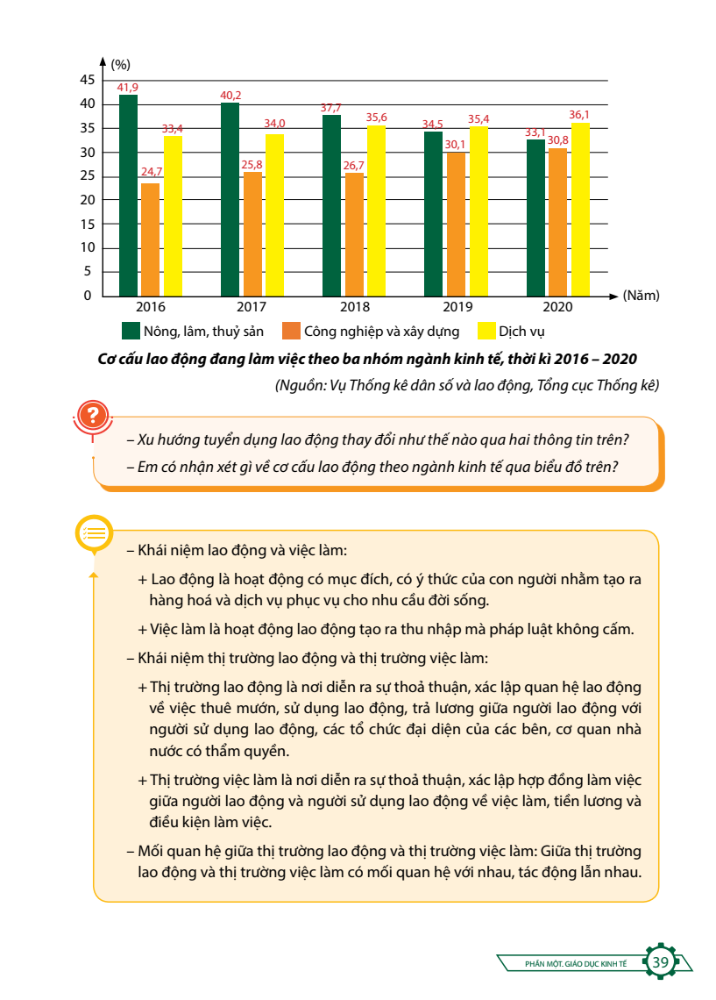 (%)
45
40
35
30
25
20
15
10
5
0
41,9
24,7
33,4
40,2
25,8
34,0
37,7
26,7
35,6
34,5
30,1
35,4
33,1
30,8
36,1
2016
2017
2018
2019
2020
(Năm)
Nông, lâm, thuỷ sản
Công nghiệp và xây dựng
Dịch vụ
Cơ cấu lao động đang làm việc theo ba nhóm ngành kinh tế, thời kì 2016 – 2020
(Nguồn: Vụ Thống kê dân số và lao động, Tổng cục Thống kê)
?
– Xu hướng tuyển dụng lao động thay đổi như thế nào qua hai thông tin trên?
– Em có nhận xét gì về cơ cấu lao động theo ngành kinh tế qua biểu đồ trên?
– Khái niệm lao động và việc làm:
+ Lao động là hoạt động có mục đích, có ý thức của con người nhằm tạo ra
hàng hoá và dịch vụ phục vụ cho nhu cầu đời sống.
+ Việc làm là hoạt động lao động tạo ra thu nhập mà pháp luật không cấm.
– Khái niệm thị trường lao động và thị trường việc làm:
+ Thị trường lao động là nơi diễn ra sự thoả thuận, xác lập quan hệ lao động
về việc thuê mướn, sử dụng lao động, trả lương giữa người lao động với
người sử dụng lao động, các tổ chức đại diện của các bên, cơ quan nhà
nước có thẩm quyền.
+ Thị trường việc làm là nơi diễn ra sự thoả thuận, xác lập hợp đồng làm việc
giữa người lao động và người sử dụng lao động về việc làm, tiền lương và
điều kiện làm việc.
– Mối quan hệ giữa thị trường lao động và thị trường việc làm: Giữa thị trường
lao động và thị trường việc làm có mối quan hệ với nhau, tác động lẫn nhau.
PHẦN MỘT. GIÁO DỤC KINH TẾ
39